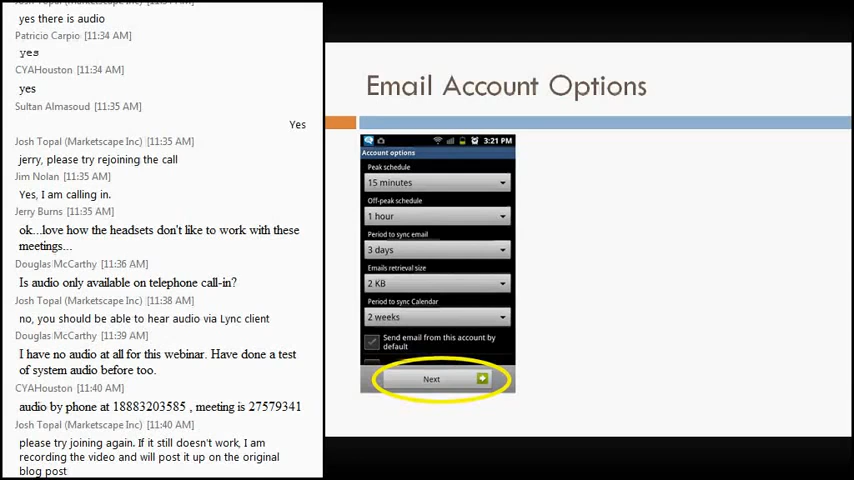 yes there is audio
Patricio Carpio [11:34 AM]
yes
CYAHouston [11:34 AM]
yes
Sultan Almasoud [11:35 AM]
Yes
Josh Topal (Marketscape Inc) [11:35 AM]
jerry, please try rejoining the call
Jim Nolan [11:35 AM]
Yes, I am calling in.
Jerry Burns [11:35 AM]
ok...love how the headsets don't like to work with these
meetings...
Douglas McCarthy [11:36 AM]
Is audio only available on telephone call-in?
Josh Topal (Marketscape Inc) [11:38 AM]
no, you should be able to hear audio via Lync client
Douglas McCarthy [11:39 AM]
I have no audio at all for this webinar. Have done a test
of system audio before too.
CYAHouston [11:40 AM]
audio by phone at 18883203585 , meeting is 27579341
Josh Topal (Marketscape Inc) [11:40 AM]
please try joining again. If it still doesn't work, I am
recording the video and will post it up on the original
blog post
Email Account Options
3:21 PM
Account options
Peak schedule
15 minutes
Off-peak schedule
1 hour
Period to sync email
3 days
Emails retrieval size
2 KB
Period to sync Calendar
2 weeks
Send email from this account by
default
Next